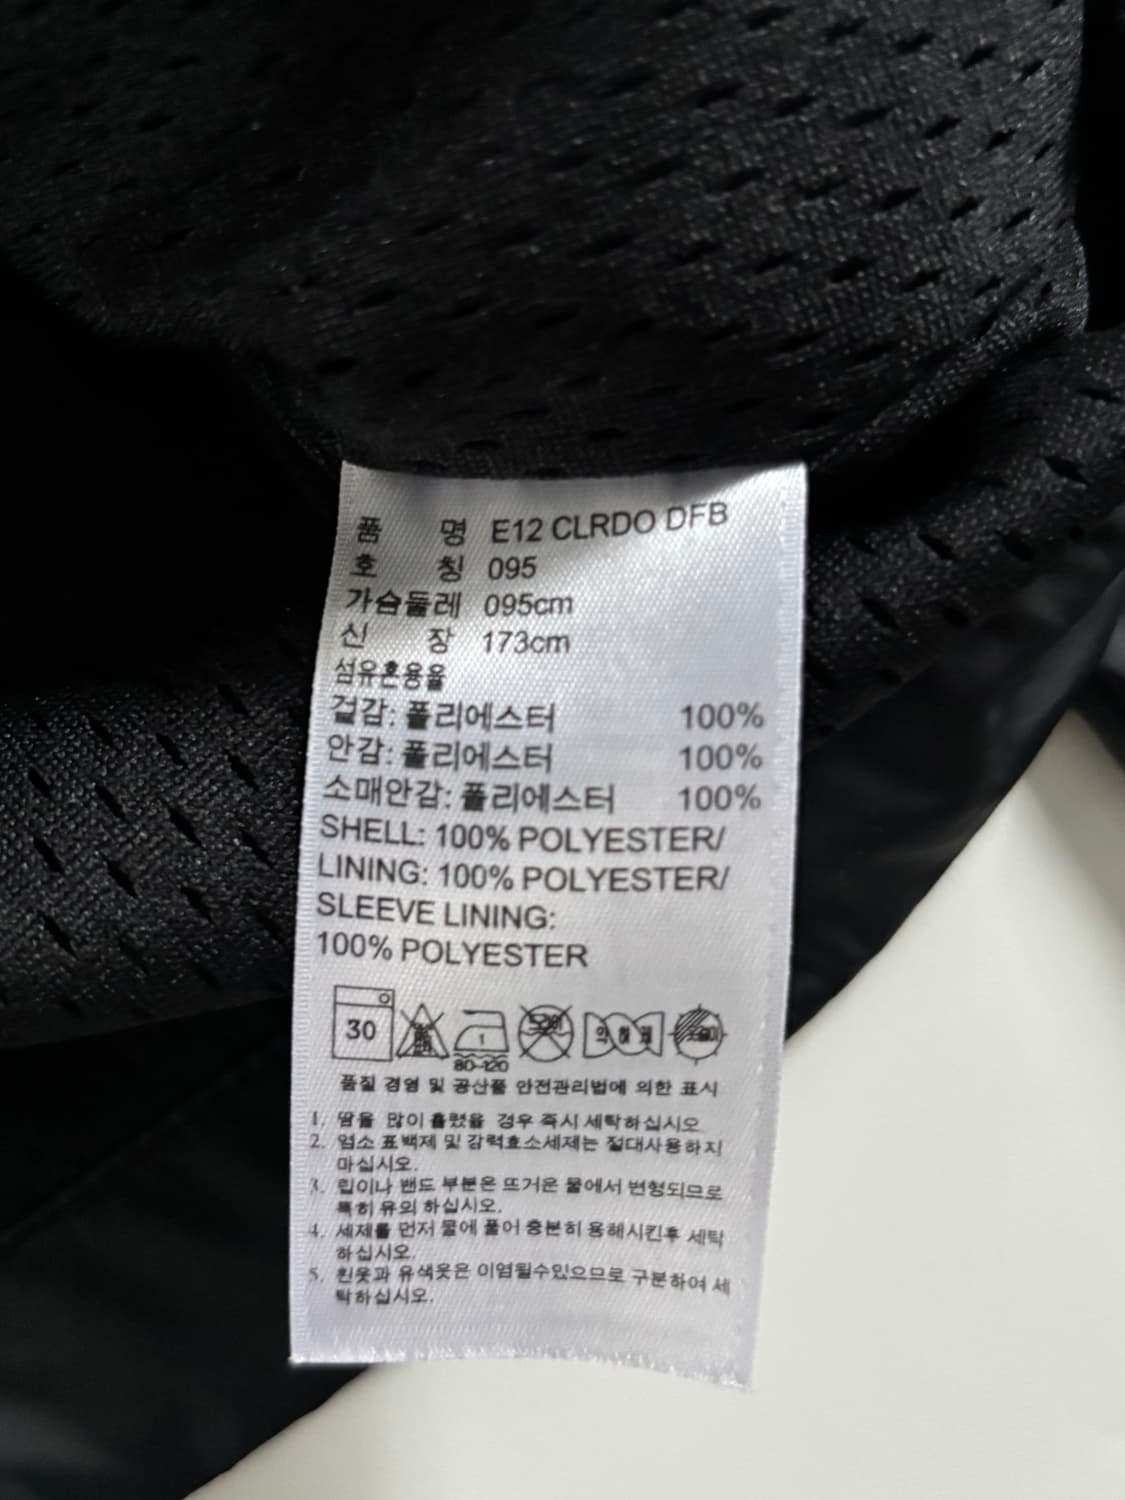 품 명 E12 CLRDO DFB
호 칭 095
가슴둘레 095cm
신 장 173cm
섬유혼용율
겉감: 폴리에스터 100%
안감: 폴리에스터 100%
소매안감: 폴리에스터 100%
SHELL: 100% POLYESTER/
LINING: 100% POLYESTER/
SLEEVE LINING:
100% POLYESTER
30 1 약하게
80~120
품질 경영 및 공산품 안전관리법에 의한 표시
1. 땀을 많이 흘렸을 경우 즉시 세탁하십시오.
2. 염소 표백제 및 강력효소세제는 절대사용하지
마십시오.
3. 립이나 밴드 부분은 뜨거운 물에서 변형되므로
특히 유의 하십시오.
4. 세제를 먼저 물에 풀어 충분히 용해시킨후 세탁
하십시오.
5. 흰옷과 유색옷은 이염될수있으므로 구분하여 세
탁하십시오.